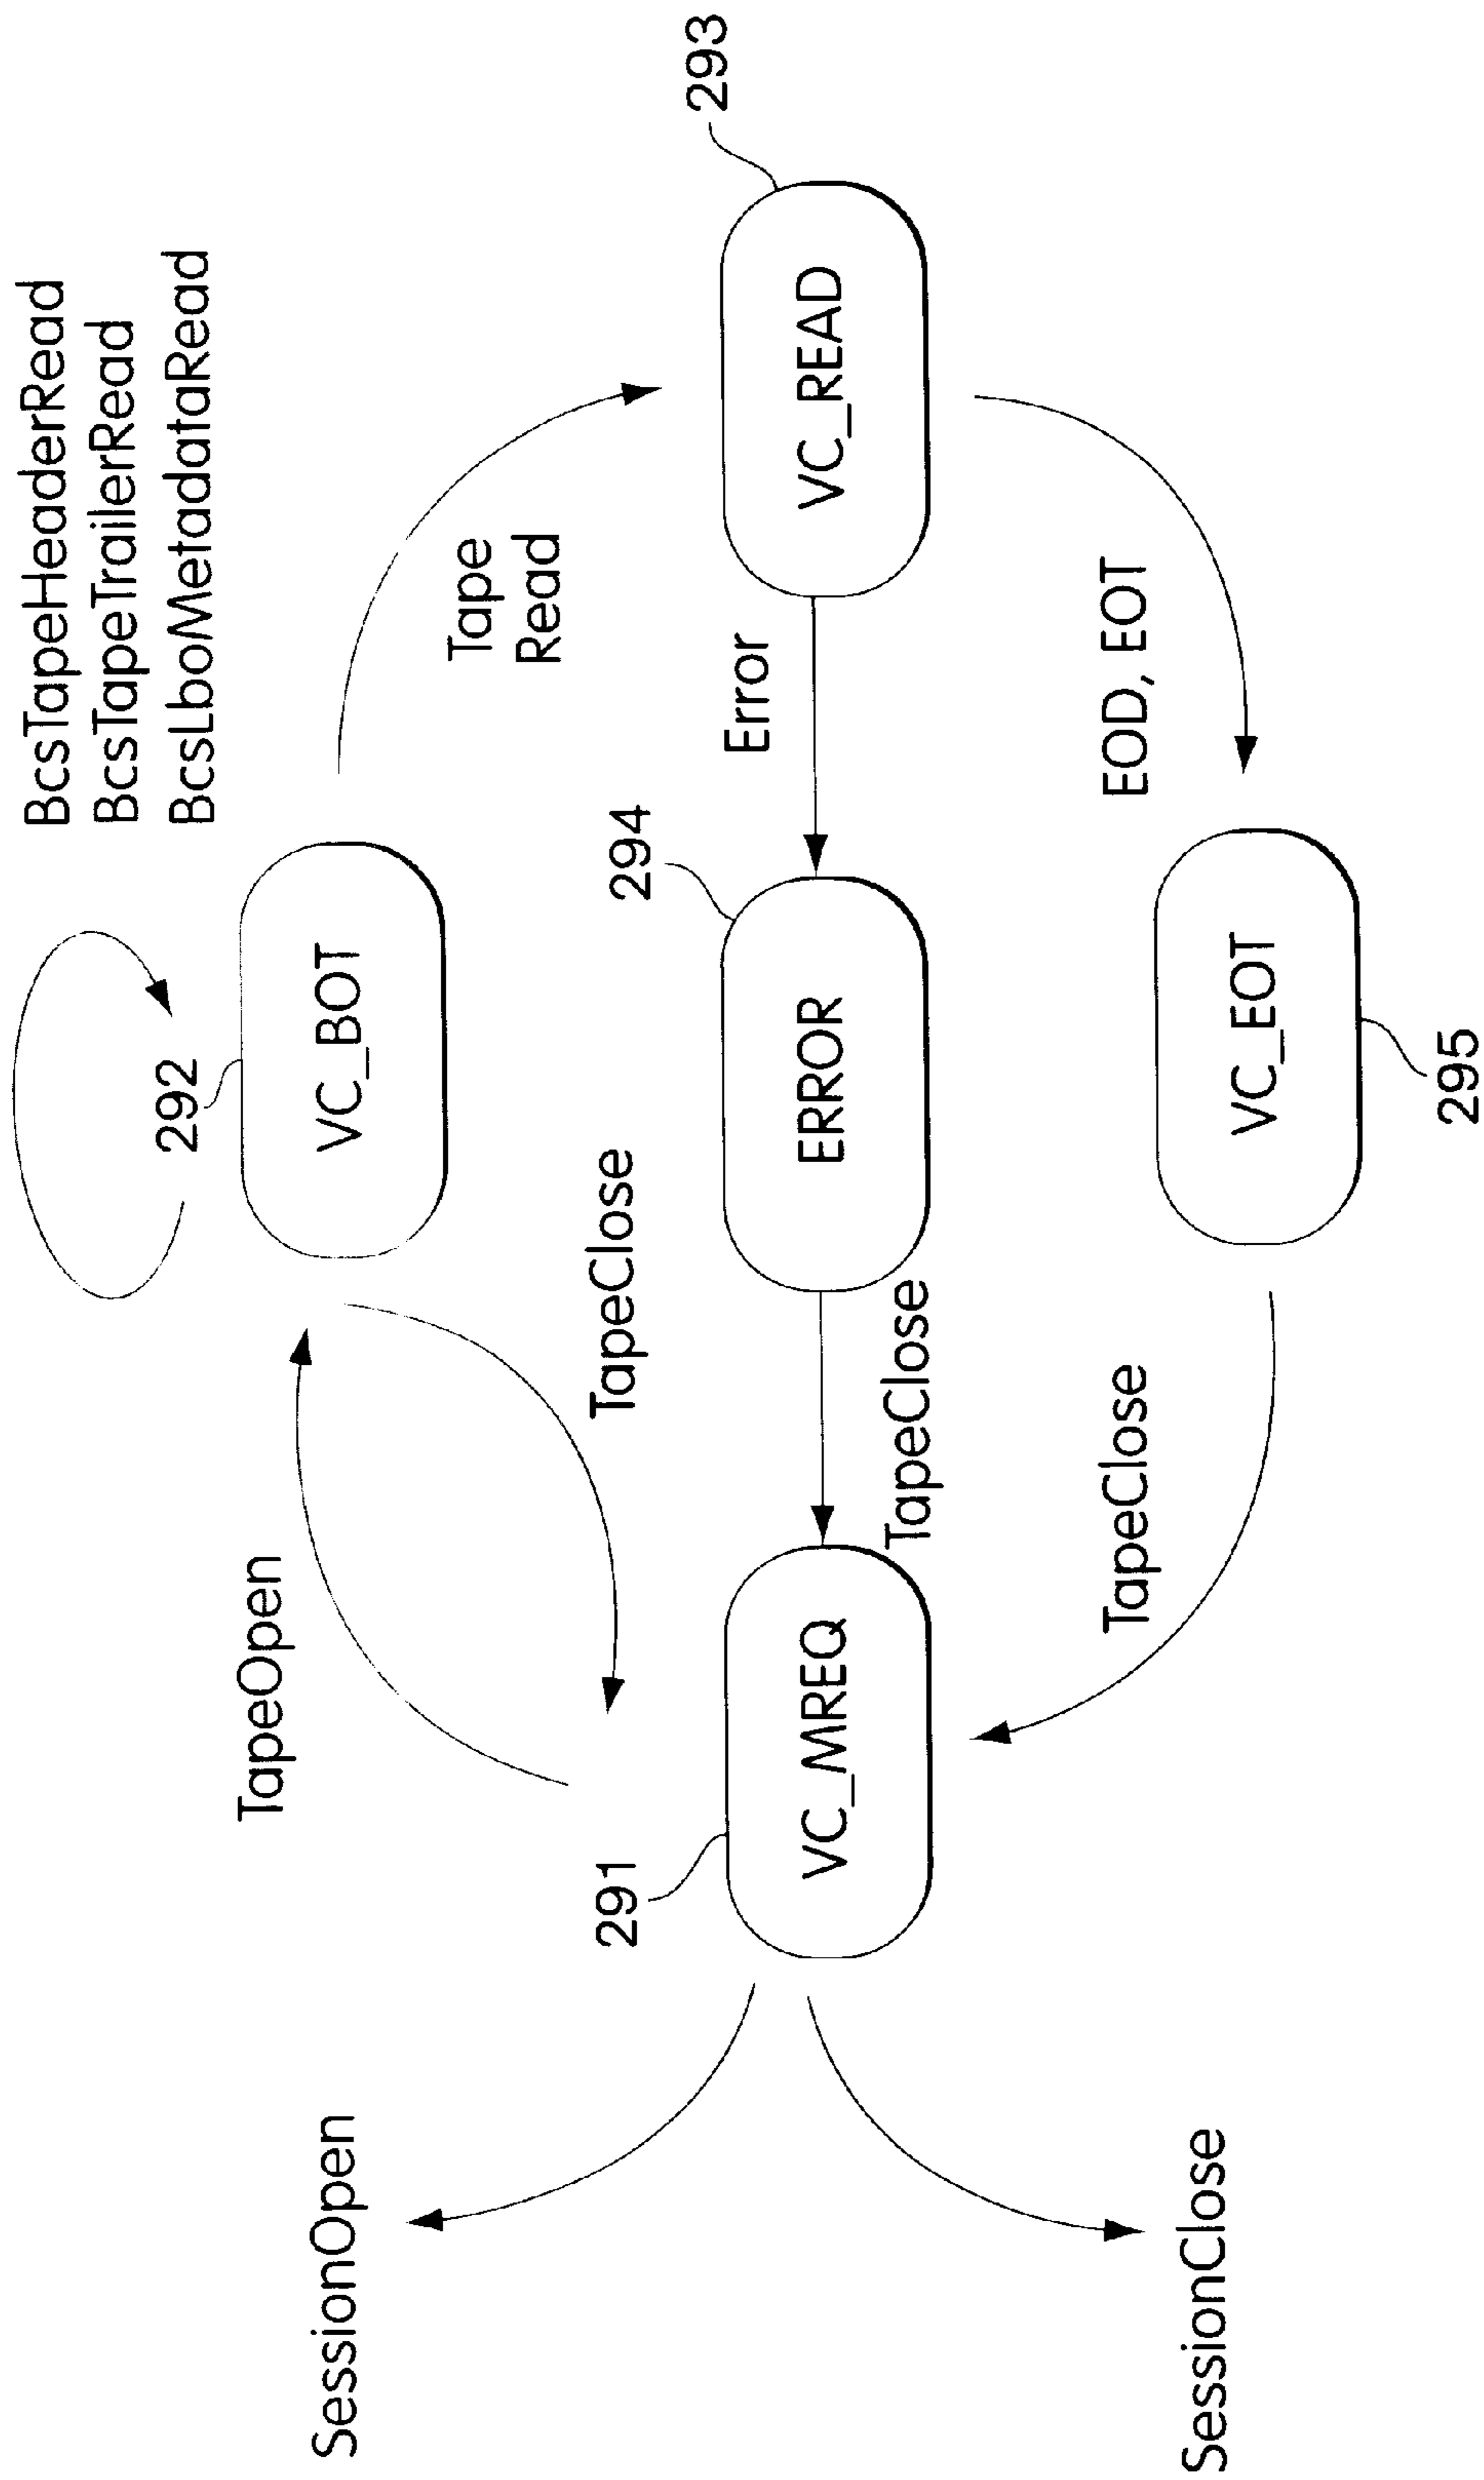 BcsTapeHeaderRead
BcsTapeTrailerRead
BcsLboMetadataRead
292
VC_BOT
TapeOpen
TapeClose
Tape
Read
SessionOpen
291
VC_MREQ
294
ERROR
Error
293
VC_READ
TapeClose
TapeClose
EOD, EOT
VC_EOT
295
SessionClose